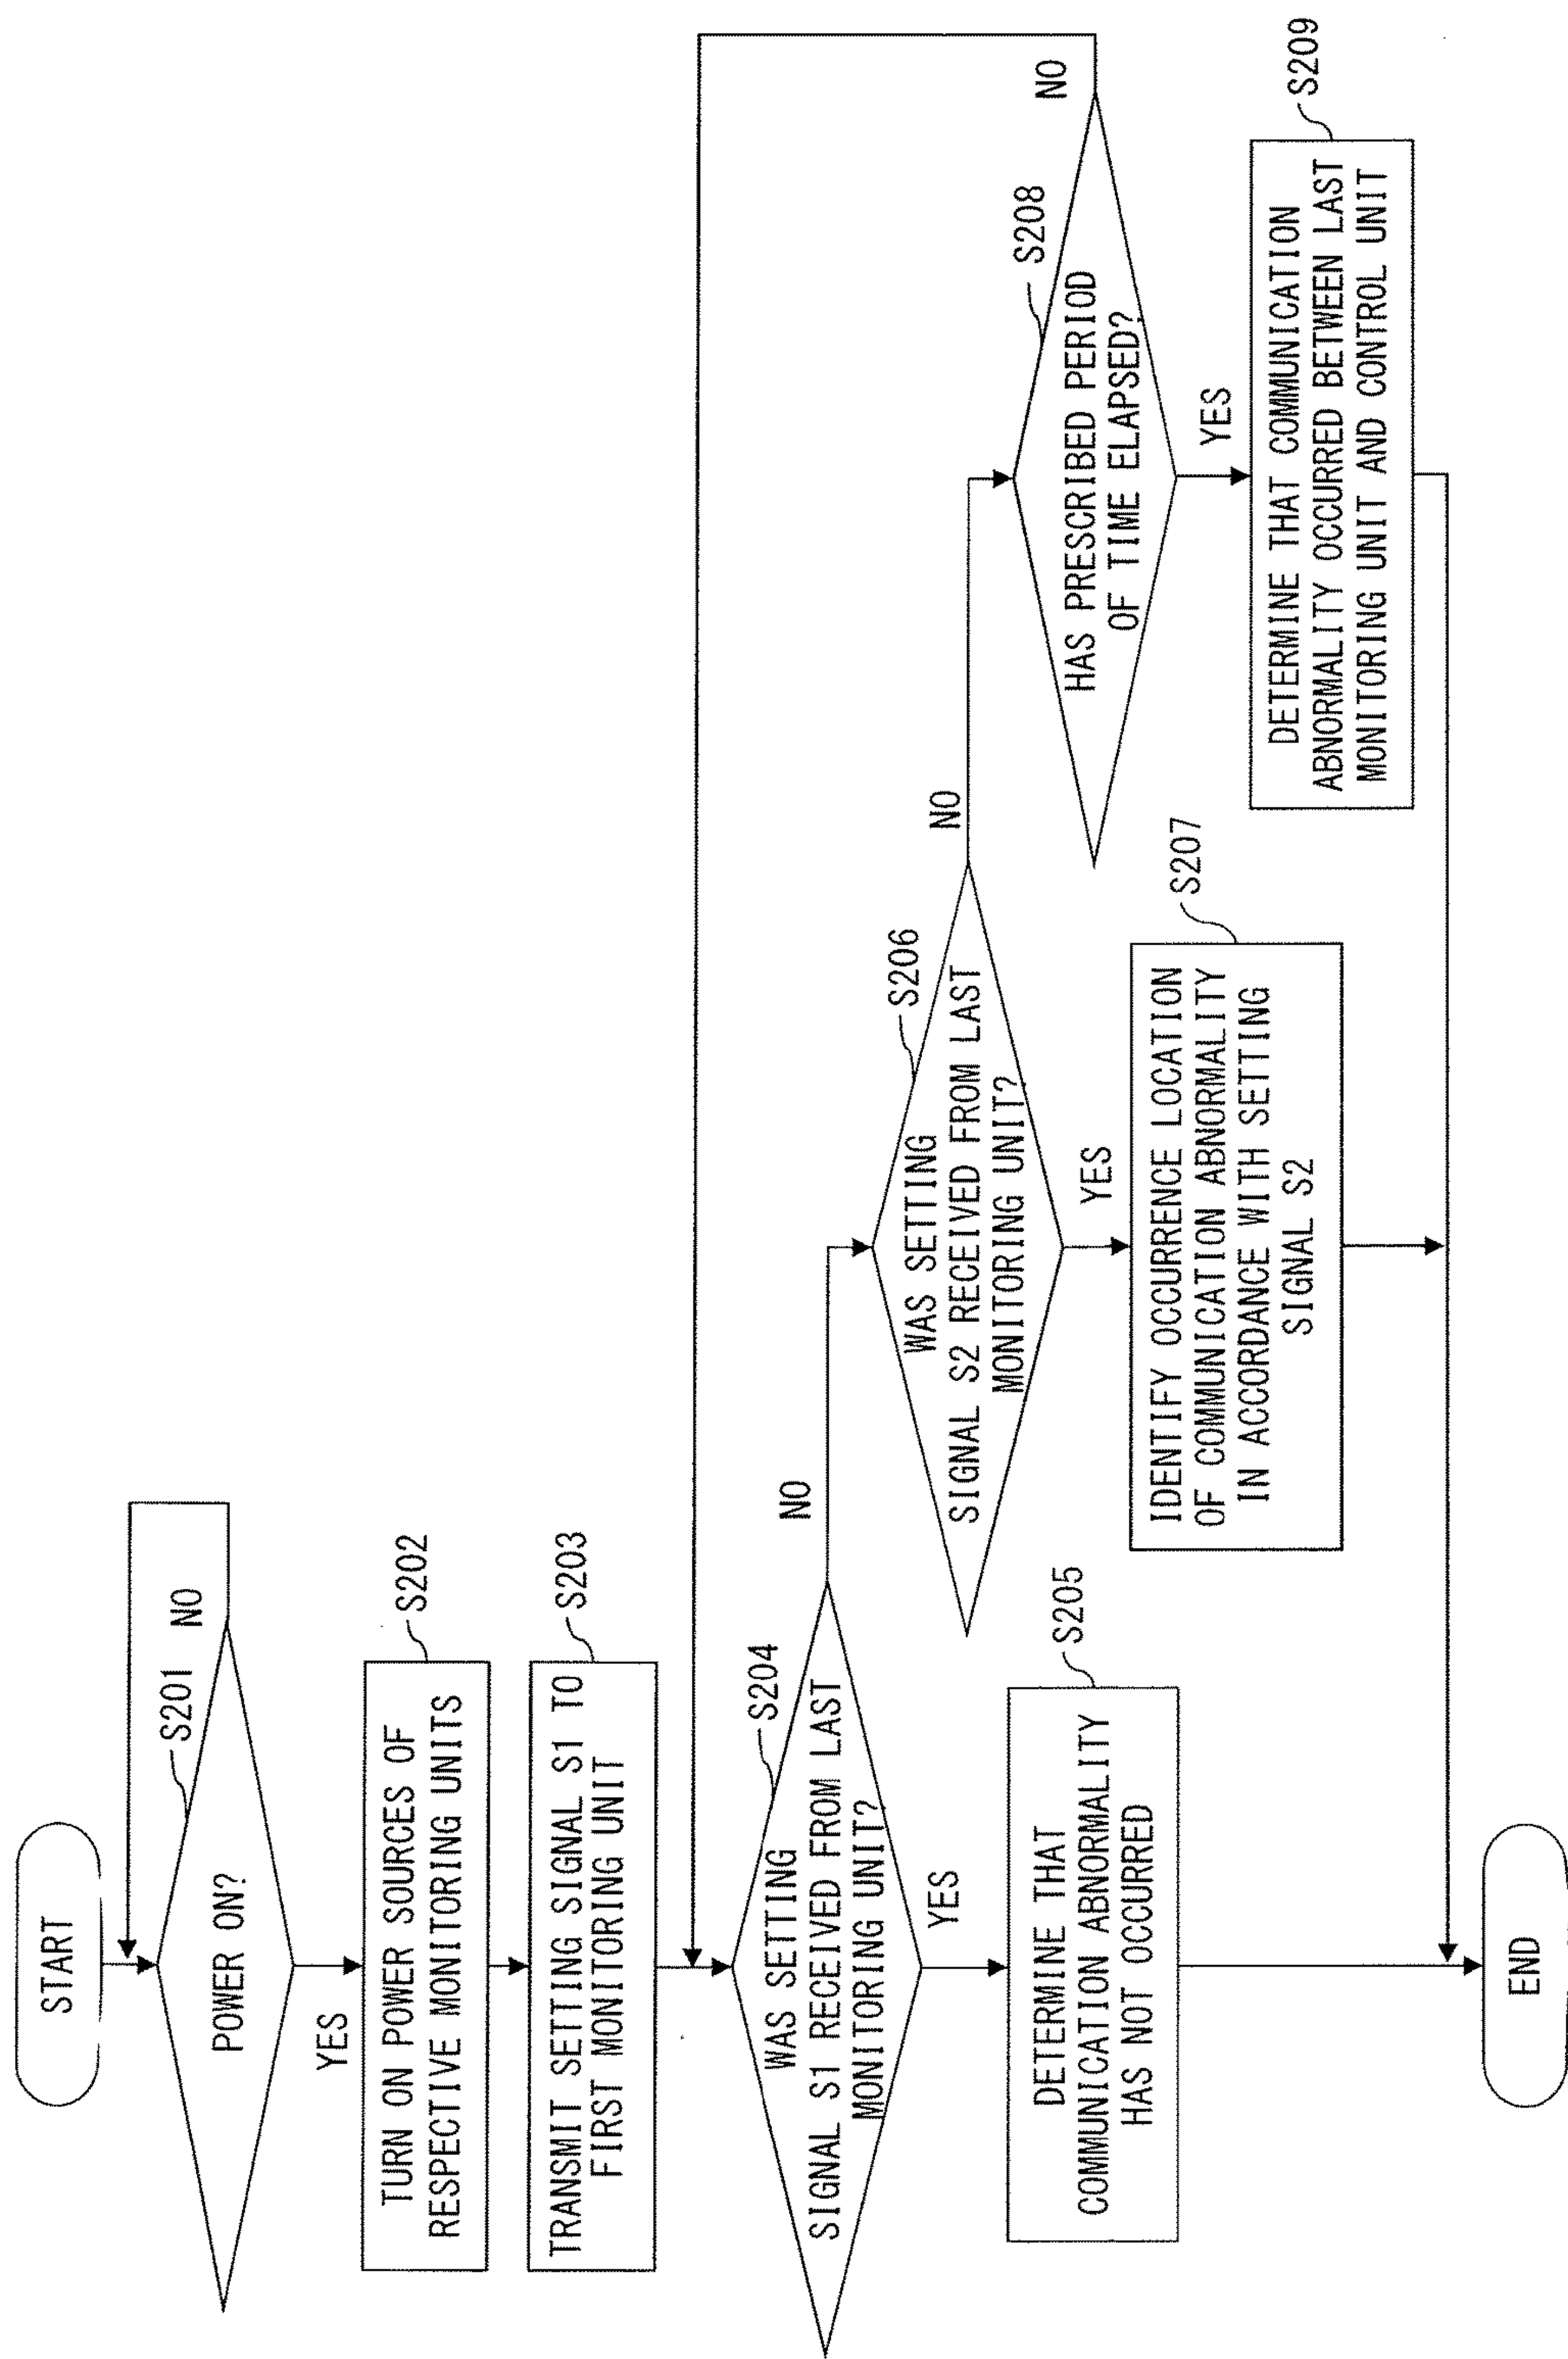 START
S201
POWER ON?
NO
YES
S202
TURN ON POWER SOURCES OF
RESPECTIVE MONITORING UNITS
S203
TRANSMIT SETTING SIGNAL S1 TO
FIRST MONITORING UNIT
S204
WAS SETTING
SIGNAL S1 RECEIVED FROM LAST
MONITORING UNIT?
NO
YES
S205
DETERMINE THAT
COMMUNICATION ABNORMALITY
HAS NOT OCCURRED
S206
WAS SETTING
SIGNAL S2 RECEIVED FROM LAST
MONITORING UNIT?
NO
YES
S207
IDENTIFY OCCURRENCE LOCATION
OF COMMUNICATION ABNORMALITY
IN ACCORDANCE WITH SETTING
SIGNAL S2
S208
HAS PRESCRIBED PERIOD
OF TIME ELAPSED?
NO
YES
S209
DETERMINE THAT COMMUNICATION
ABNORMALITY OCCURRED BETWEEN LAST
MONITORING UNIT AND CONTROL UNIT
END